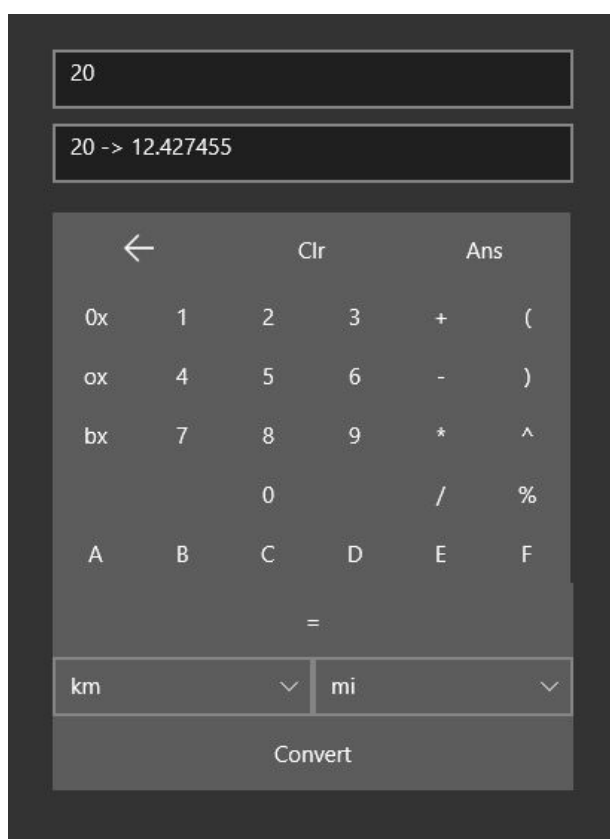 20
20 -> 12.427455
← Clr Ans
0x 1 2 3 + (
ox 4 5 6 - )
bx 7 8 9 * ^
0 / %
A B C D E F
=
km mi
Convert